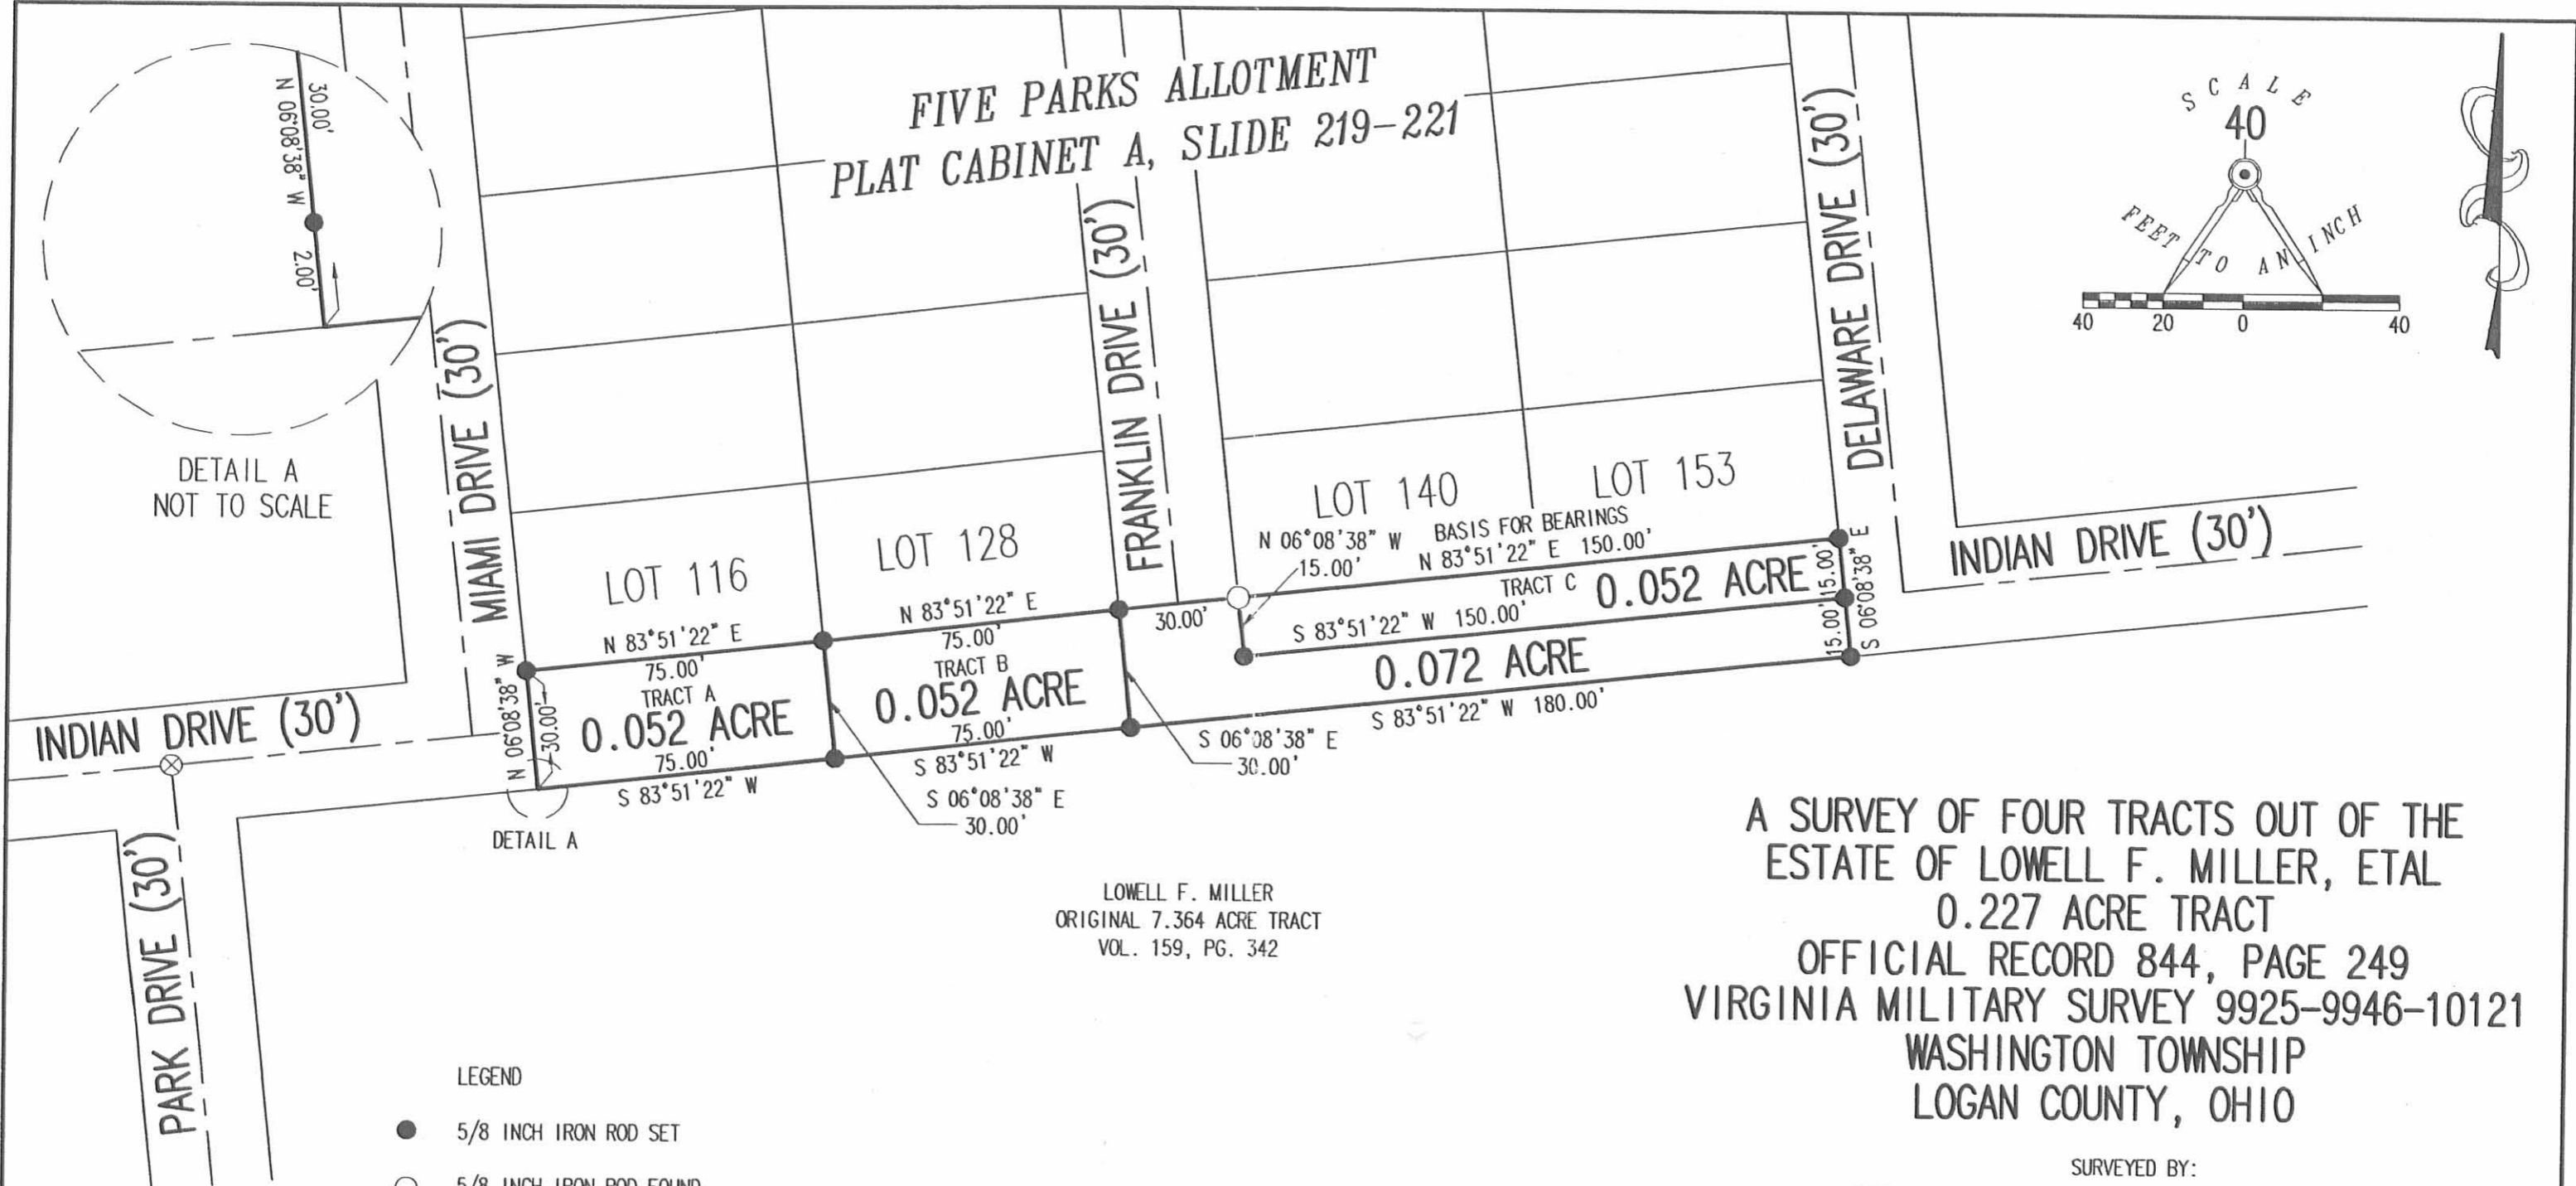 FIVE PARKS ALLOTMENT
PLAT CABINET A, SLIDE 219-221
SCALE
40
FEET TO AN INCH
40 20 0 40
30.00'
N 06°08'38" W
2.00'
DETAIL A
NOT TO SCALE
MIAMI DRIVE (30')
FRANKLIN DRIVE (30')
DELAWARE DRIVE (30')
LOT 116
LOT 128
LOT 140
LOT 153
N 06°08'38" W
15.00'
BASIS FOR BEARINGS
N 83°51'22" E 150.00'
TRACT C 0.052 ACRE
S 83°51'22" W 150.00'
15.00'
15.00'
S 06°08'38" E
INDIAN DRIVE (30')
0.072 ACRE
S 83°51'22" W 180.00'
30.00'
N 83°51'22" E
75.00'
TRACT B
0.052 ACRE
75.00'
S 83°51'22" W
N 83°51'22" E
75.00'
TRACT A
0.052 ACRE
75.00'
S 83°51'22" W
N 06°08'38" W
30.00'
S 06°08'38" E
30.00'
S 06°08'38" E
30.00'
DETAIL A
INDIAN DRIVE (30')
PARK DRIVE (30')
LOWELL F. MILLER
ORIGINAL 7.364 ACRE TRACT
VOL. 159, PG. 342
A SURVEY OF FOUR TRACTS OUT OF THE
ESTATE OF LOWELL F. MILLER, ETAL
0.227 ACRE TRACT
OFFICIAL RECORD 844, PAGE 249
VIRGINIA MILITARY SURVEY 9925-9946-10121
WASHINGTON TOWNSHIP
LOGAN COUNTY, OHIO
SURVEYED BY:
LEGEND
5/8 INCH IRON ROD SET
5/8 INCH IRON ROD FOUND